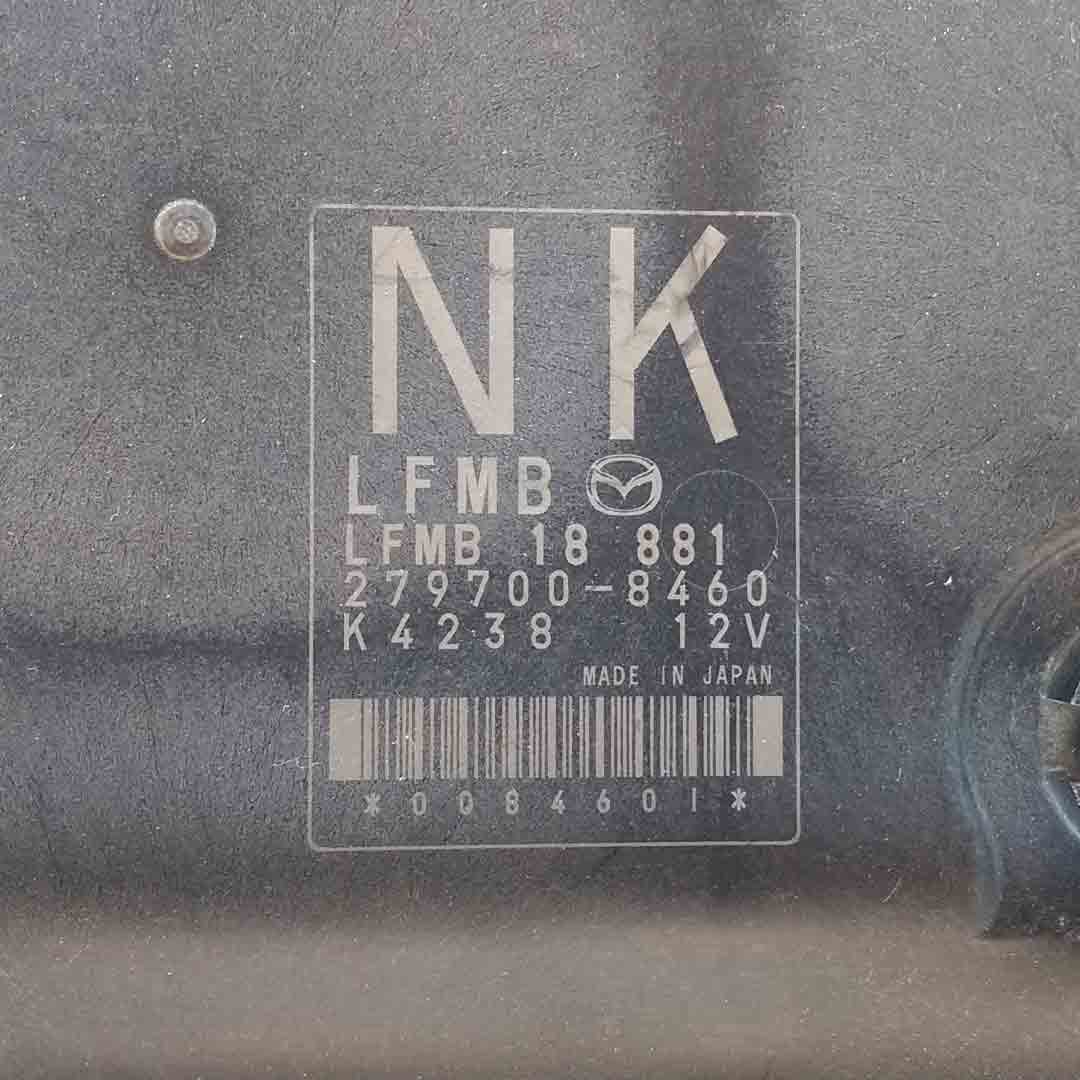 NK
LFMB
LFMB 18 881
279700-8460
K4238 12V
MADE IN JAPAN
*0084601*